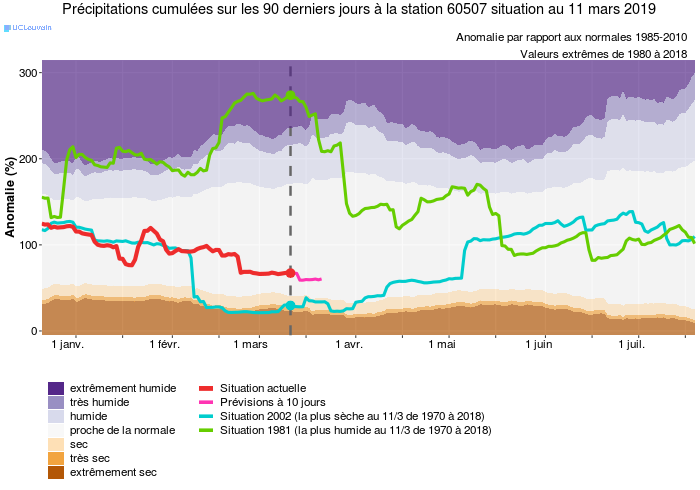 Précipitations cumulées sur les 90 derniers jours à la station 60507 situation au 11 mars 2019
UCLouvain
Anomalie par rapport aux normales 1985-2010
Valeurs extrêmes de 1980 à 2018
Anomalie (%)
300
200
100
0
1 janv. 1 févr. 1 mars 1 avr. 1 mai 1 juin 1 juil.
extrêmement humide Situation actuelle
très humide Prévisions à 10 jours
humide Situation 2002 (la plus sèche au 11/3 de 1970 à 2018)
proche de la normale Situation 1981 (la plus humide au 11/3 de 1970 à 2018)
sec
très sec
extrêmement sec